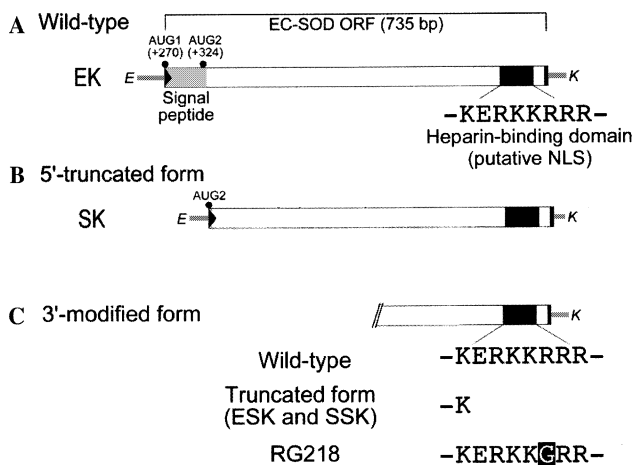 A Wild-type
EC-SOD ORF (735 bp)
AUG1 AUG2
(+270) (+324)
E K
EK
Signal
peptide
-KERKKRRR-
Heparin-binding domain
(putative NLS)
B 5'-truncated form
AUG2
SK E K
C 3'-modified form
K
Wild-type -KERKKRRR-
Truncated form
(ESK and SSK) -K
RG218 -KERKKGRR-